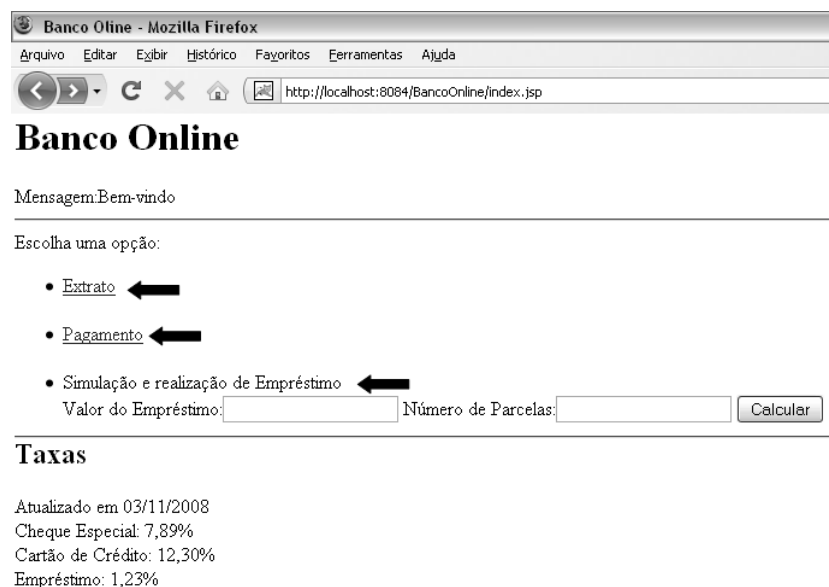 Banco Oline - Mozilla Firefox
Arquivo Editar Exibir Histórico Favoritos Ferramentas Ajuda
http://localhost:8084/BancoOnline/index.jsp
Banco Online
Mensagem:Bem-vindo
Escolha uma opção:
• Extrato
• Pagamento
• Simulação e realização de Empréstimo
Valor do Empréstimo: Número de Parcelas: Calcular
Taxas
Atualizado em 03/11/2008
Cheque Especial: 7,89%
Cartão de Crédito: 12,30%
Empréstimo: 1,23%